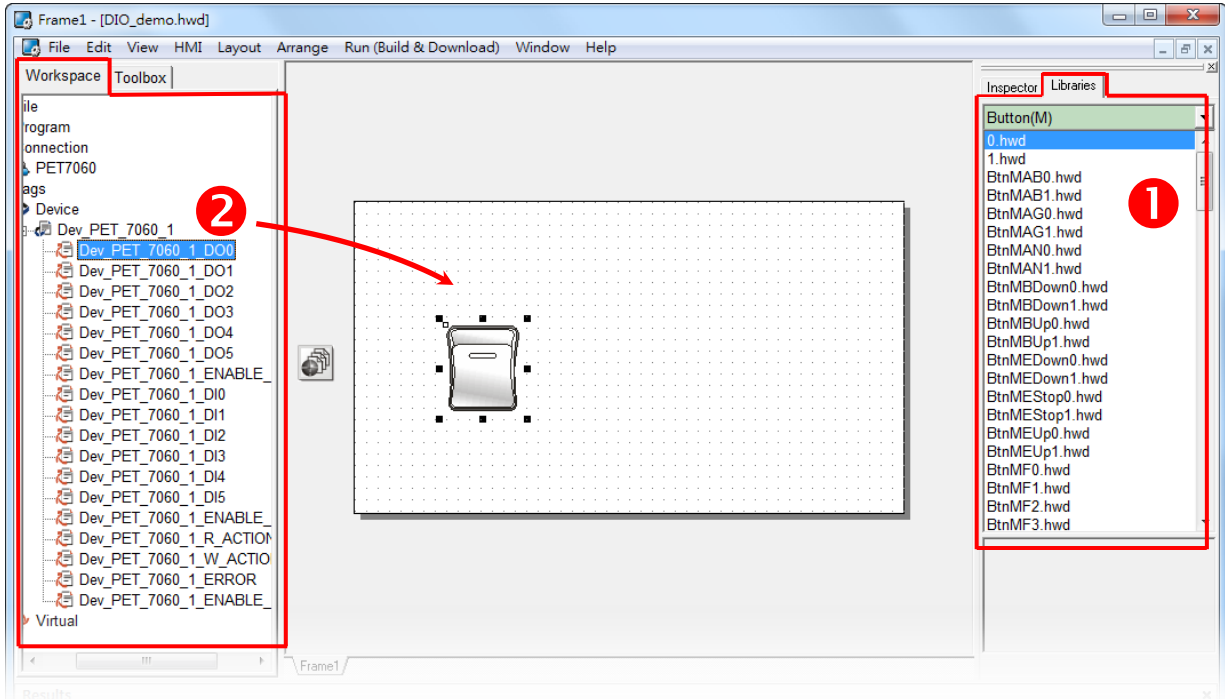 Frame1 - [DIO_demo.hwd]
File Edit View HMI Layout Arrange Run (Build & Download) Window Help
Workspace Toolbox
ile
rogram
onnection
PET7060
ags
Device
Dev_PET_7060_1
Dev_PET_7060_1_DO0
Dev_PET_7060_1_DO1
Dev_PET_7060_1_DO2
Dev_PET_7060_1_DO3
Dev_PET_7060_1_DO4
Dev_PET_7060_1_DO5
Dev_PET_7060_1_ENABLE_
Dev_PET_7060_1_DI0
Dev_PET_7060_1_DI1
Dev_PET_7060_1_DI2
Dev_PET_7060_1_DI3
Dev_PET_7060_1_DI4
Dev_PET_7060_1_DI5
Dev_PET_7060_1_ENABLE_
Dev_PET_7060_1_R_ACTION
Dev_PET_7060_1_W_ACTIO
Dev_PET_7060_1_ERROR
Dev_PET_7060_1_ENABLE_
Virtual
2
Frame1
Inspector Libraries
Button(M)
0.hwd
1.hwd
BtnMAB0.hwd
BtnMAB1.hwd
BtnMAG0.hwd
BtnMAG1.hwd
BtnMAN0.hwd
BtnMAN1.hwd
BtnMBDown0.hwd
BtnMBDown1.hwd
BtnMBUp0.hwd
BtnMBUp1.hwd
BtnMEDown0.hwd
BtnMEDown1.hwd
BtnMEStop0.hwd
BtnMEStop1.hwd
BtnMEUp0.hwd
BtnMEUp1.hwd
BtnMF0.hwd
BtnMF1.hwd
BtnMF2.hwd
BtnMF3.hwd
1
Results